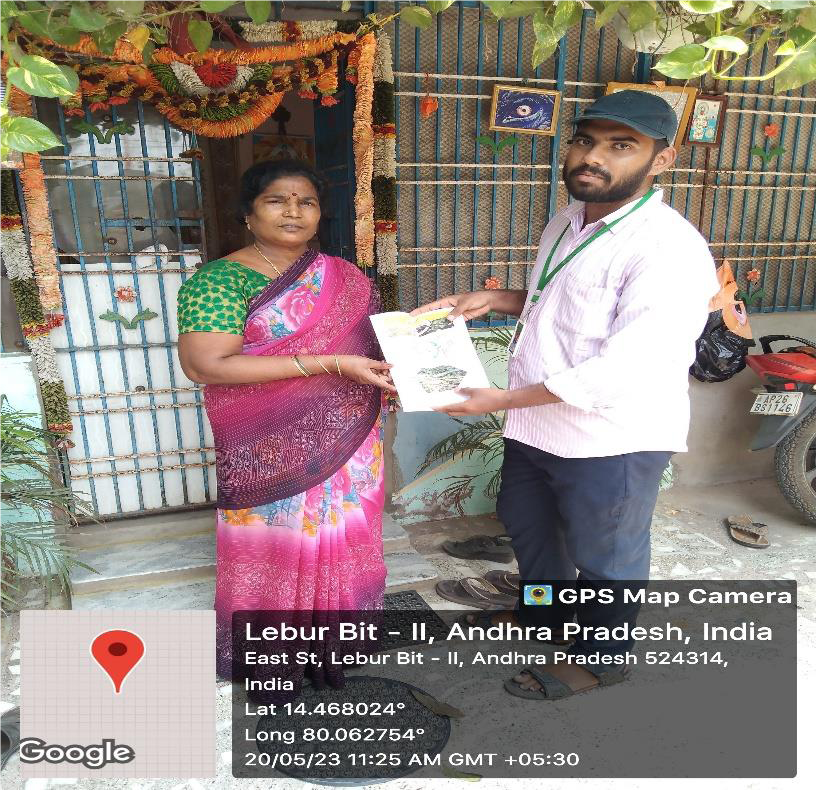 AP26
BS1146
GPS Map Camera
Lebur Bit - II, Andhra Pradesh, India
East St, Lebur Bit - II, Andhra Pradesh 524314,
India
Lat 14.468024°
Long 80.062754°
20/05/23 11:25 AM GMT +05:30
Google